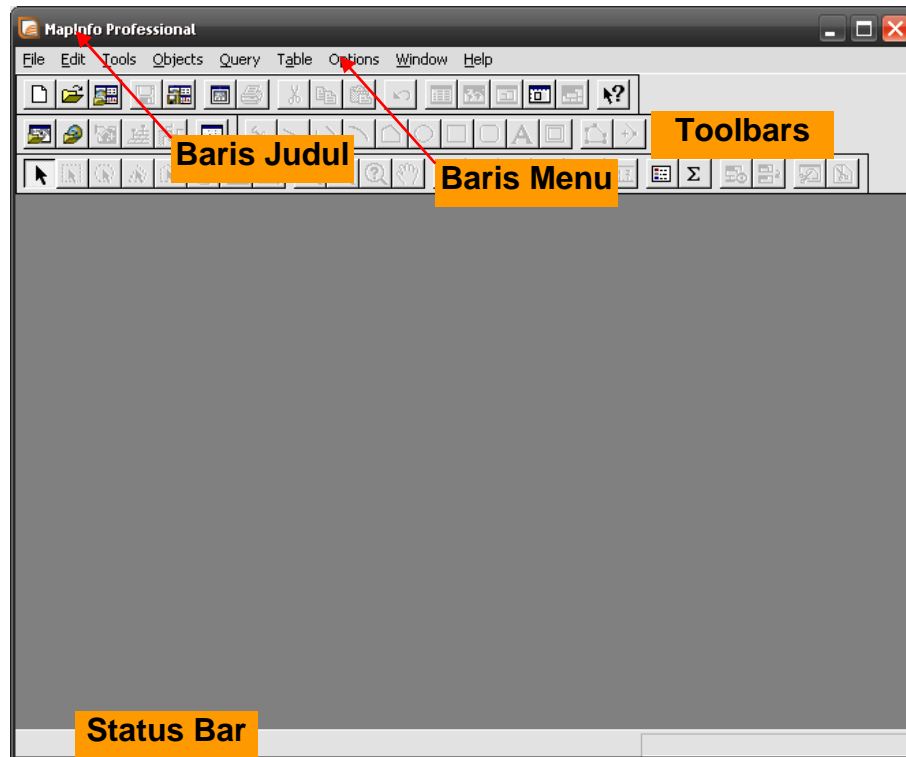 MapInfo Professional
File Edit Tools Objects Query Table Options Window Help
Toolbars
Baris Judul
Baris Menu
Status Bar